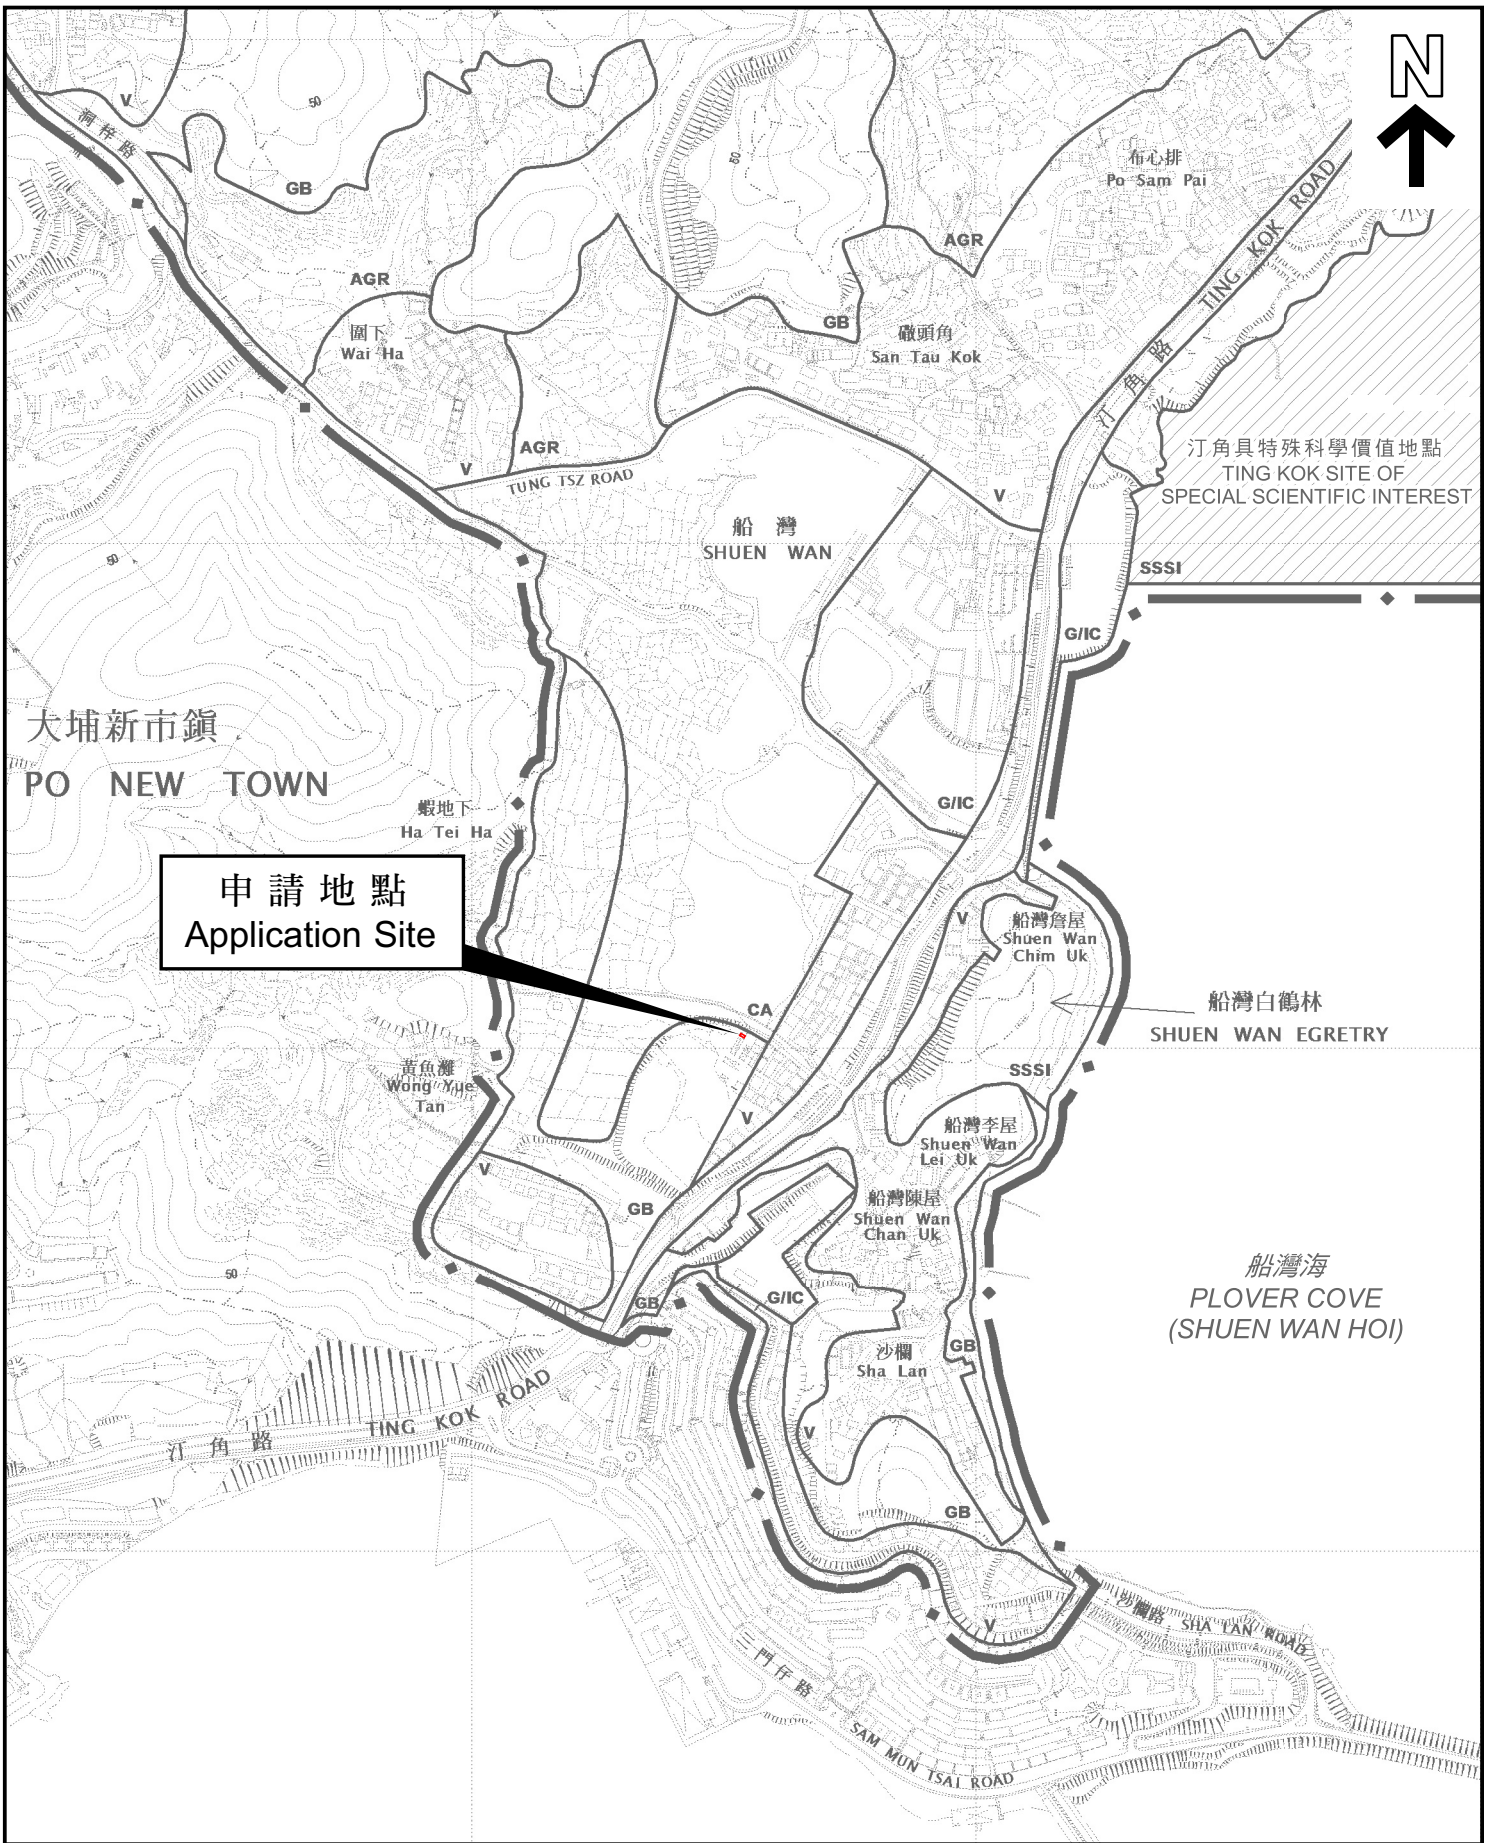 N
V
50
洞梓路
GB
50
布心排
Po Sam Pai
TING KOK ROAD
汀角路
AGR
AGR
圍下
Wai Ha
GB
䃟頭角
San Tau Kok
V
AGR
TUNG TSZ ROAD
汀角具特殊科學價值地點
TING KOK SITE OF
SPECIAL SCIENTIFIC INTEREST
V
船灣
SHUEN WAN
50
SSSI
G/IC
大埔新市鎮
PO NEW TOWN
蝦地下
Ha Tei Ha
G/IC
申請地點
Application Site
V
船灣詹屋
Shuen Wan
Chim Uk
船灣白鶴林
SHUEN WAN EGRETRY
CA
黃魚灘
Wong Yue
Tan
SSSI
V
船灣李屋
Shuen Wan
Lei Uk
V
GB
船灣陳屋
Shuen Wan
Chan Uk
50
船灣海
PLOVER COVE
(SHUEN WAN HOI)
GB
G/IC
沙欄
Sha Lan
GB
汀角路
TING KOK ROAD
V
GB
V
沙欄路 SHA LAN ROAD
三門仔路
SAM MUN TSAI ROAD